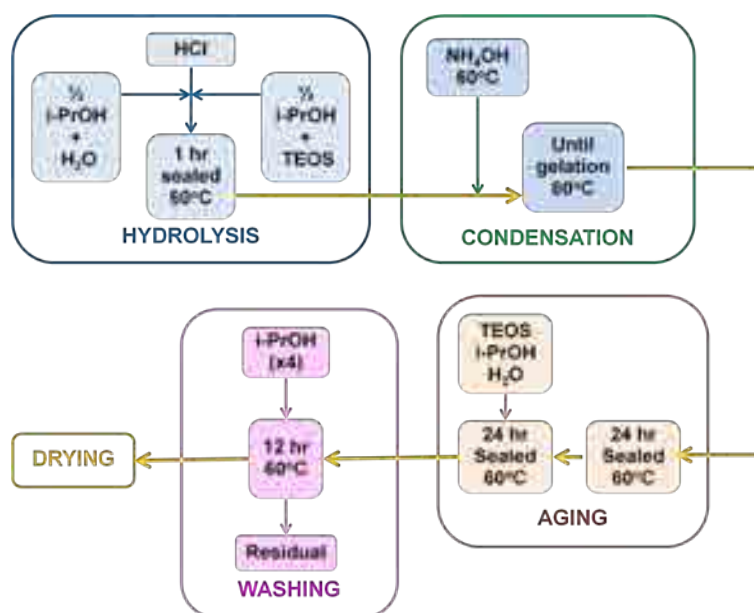 HCl
½
i-PrOH
+
H₂O
½
i-PrOH
+
TEOS
1 hr
sealed
60°C
HYDROLYSIS
NH₄OH
60°C
Until
gelation
60°C
CONDENSATION
TEOS
i-PrOH
H₂O
24 hr
Sealed
60°C
24 hr
Sealed
60°C
AGING
i-PrOH
(x4)
12 hr
60°C
Residual
WASHING
DRYING